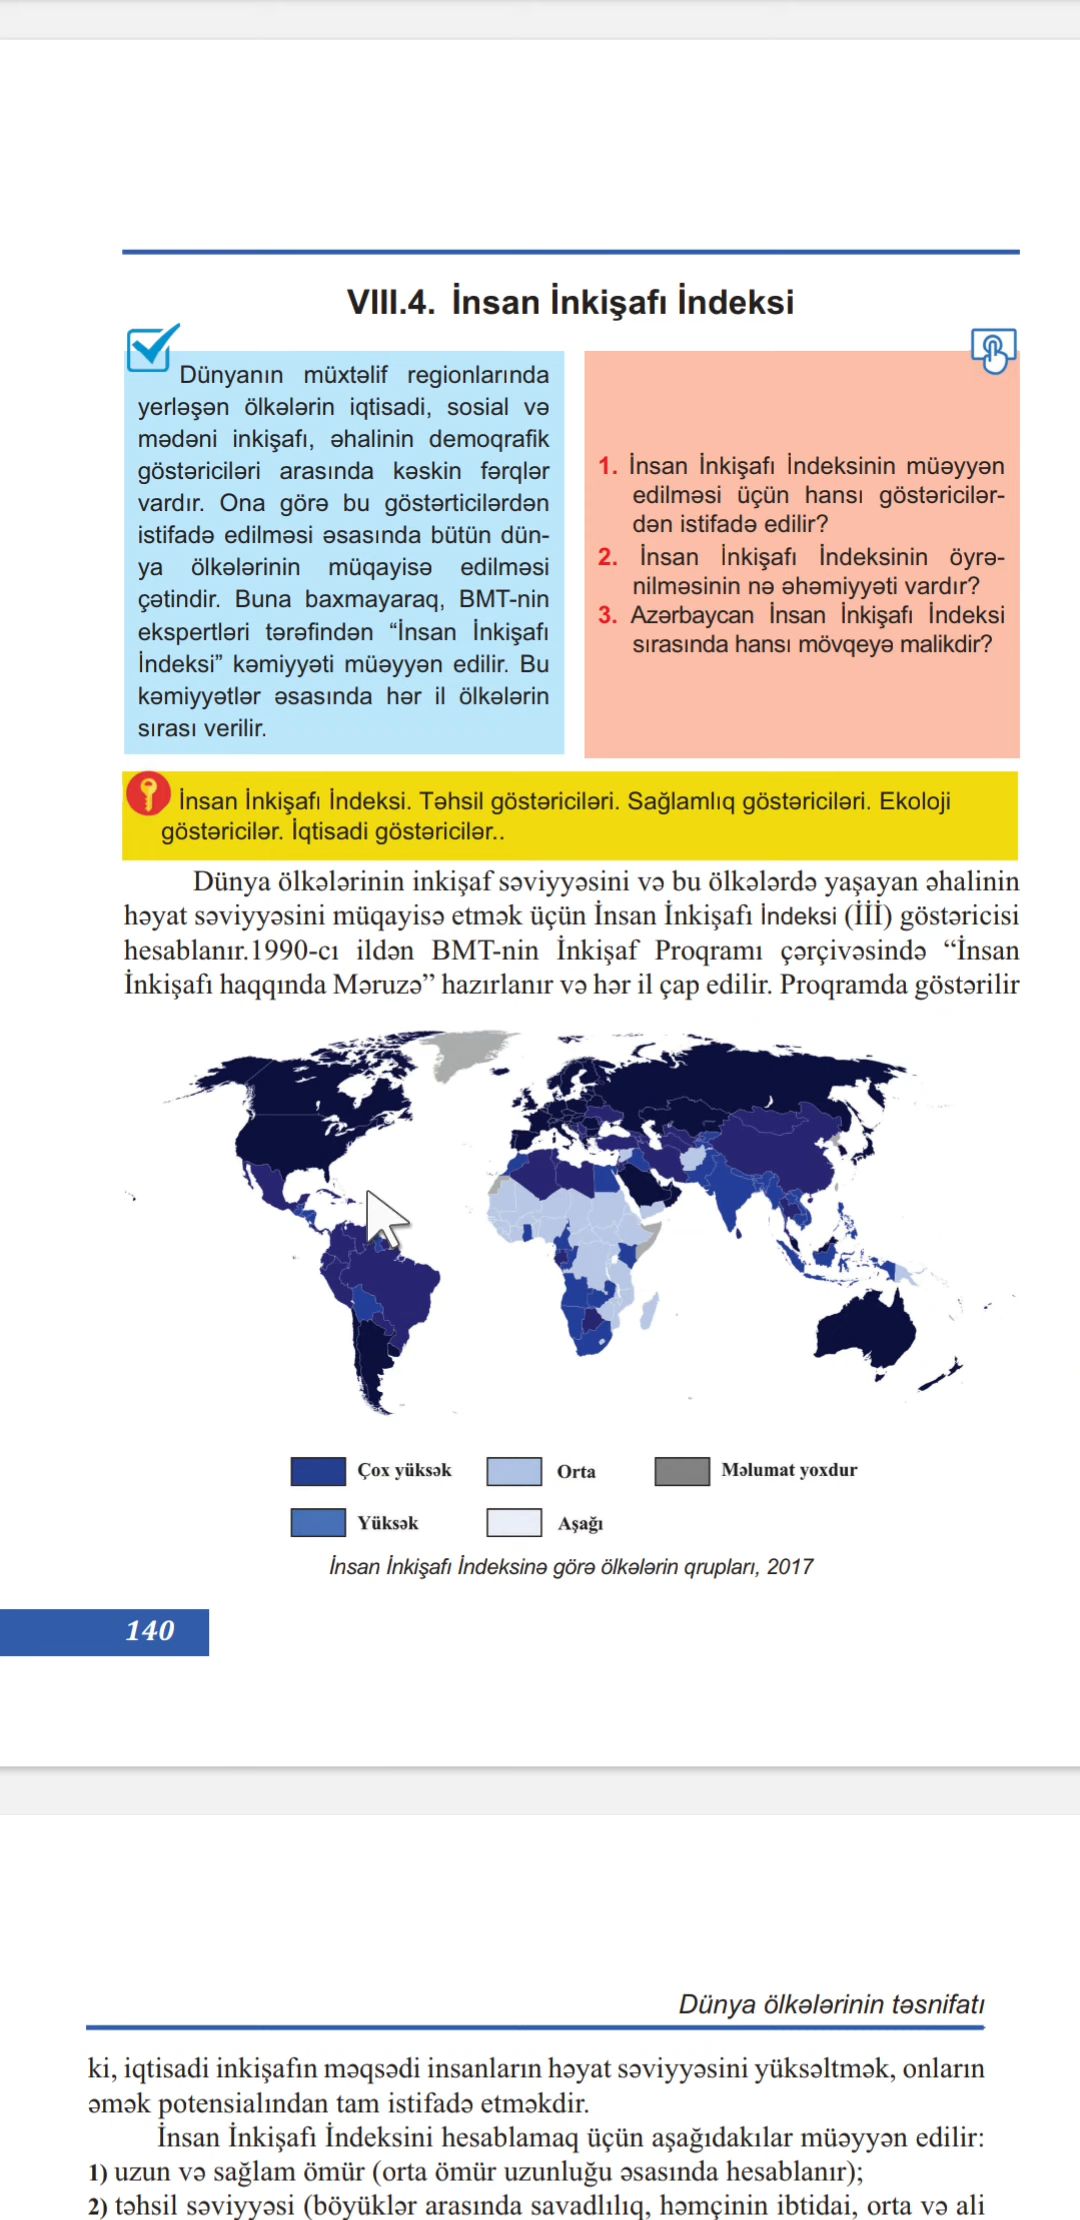 VIII.4. İnsan İnkişafı İndeksi
Dünyanın müxtəlif regionlarında
yerləşən ölkələrin iqtisadi, sosial və
mədəni inkişafı, əhalinin demoqrafik
göstəriciləri arasında kəskin fərqlər
vardır. Ona görə bu göstərticilərdən
istifadə edilməsi əsasında bütün dün-
ya ölkələrinin müqayisə edilməsi
çətindir. Buna baxmayaraq, BMT-nin
ekspertləri tərəfindən “İnsan İnkişafı
İndeksi” kəmiyyəti müəyyən edilir. Bu
kəmiyyətlər əsasında hər il ölkələrin
sırası verilir.
1. İnsan İnkişafı İndeksinin müəyyən
edilməsi üçün hansı göstəricilər-
dən istifadə edilir?
2. İnsan İnkişafı İndeksinin öyrə-
nilməsinin nə əhəmiyyəti vardır?
3. Azərbaycan İnsan İnkişafı İndeksi
sırasında hansı mövqeyə malikdir?
İnsan İnkişafı İndeksi. Təhsil göstəriciləri. Sağlamlıq göstəriciləri. Ekoloji
göstəricilər. İqtisadi göstəricilər..
Dünya ölkələrinin inkişaf səviyyəsini və bu ölkələrdə yaşayan əhalinin
həyat səviyyəsini müqayisə etmək üçün İnsan İnkişafı İndeksi (İİİ) göstəricisi
hesablanır.1990-cı ildən BMT-nin İnkişaf Proqramı çərçivəsində “İnsan
İnkişafı haqqında Məruzə” hazırlanır və hər il çap edilir. Proqramda göstərilir
Çox yüksək
Orta
Məlumat yoxdur
Yüksək
Aşağı
İnsan İnkişafı İndeksinə görə ölkələrin qrupları, 2017
140
Dünya ölkələrinin təsnifatı
ki, iqtisadi inkişafın məqsədi insanların həyat səviyyəsini yüksəltmək, onların
əmək potensialından tam istifadə etməkdir.
İnsan İnkişafı İndeksini hesablamaq üçün aşağıdakılar müəyyən edilir:
1) uzun və sağlam ömür (orta ömür uzunluğu əsasında hesablanır);
2) təhsil səviyyəsi (böyüklər arasında savadlılıq, həmçinin ibtidai, orta və ali